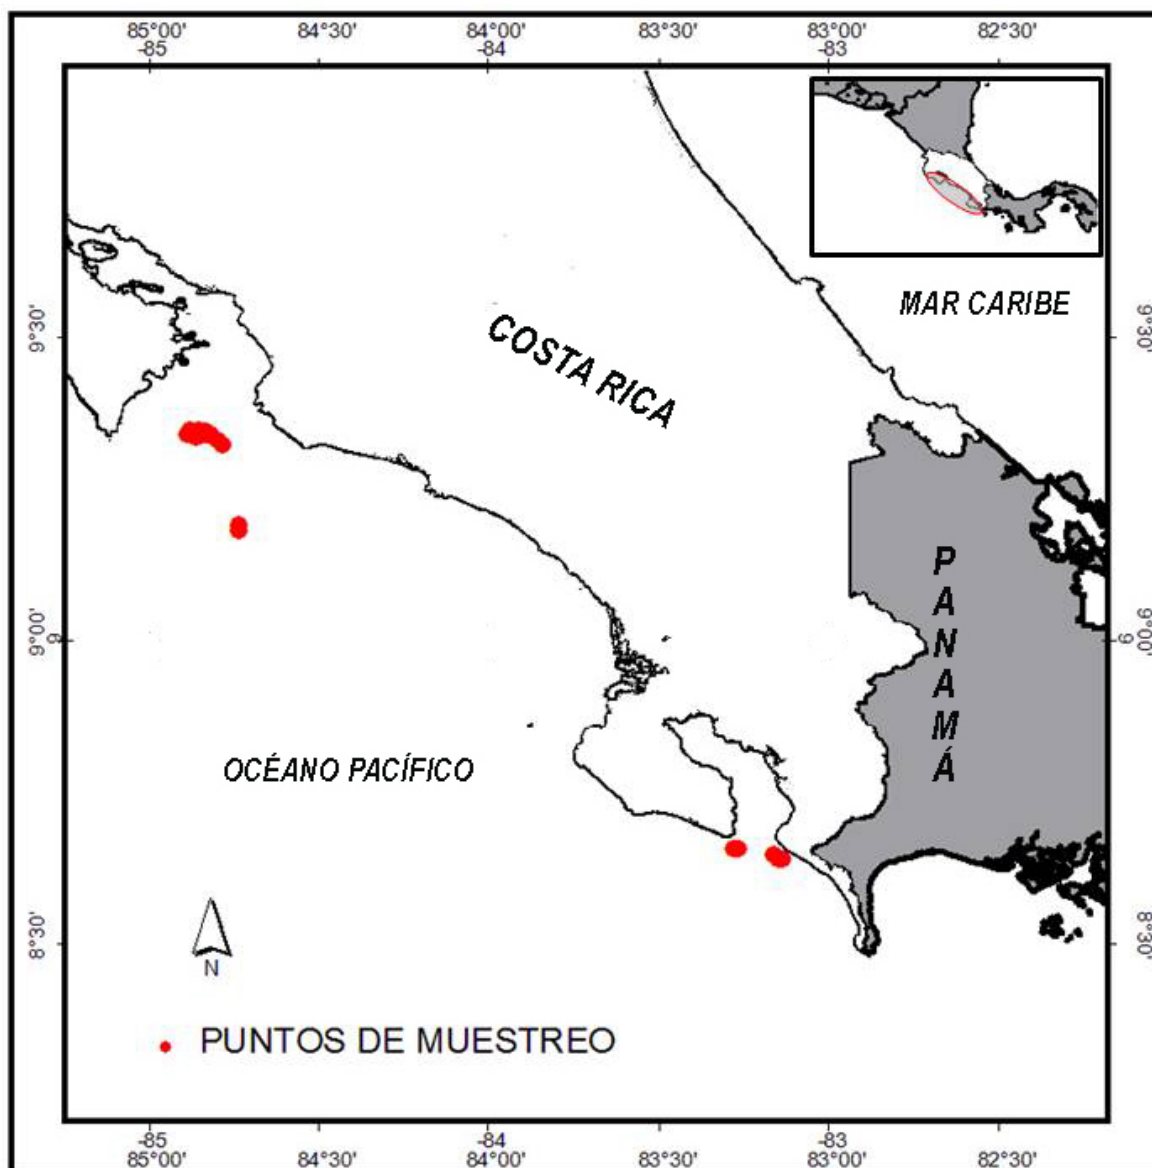 85°00' 84°30' 84°00' 83°30' 83°00' 82°30'
-85 -84 -83
MAR CARIBE
9°30' 9°30'
COSTA RICA
PANAMÁ
9°00' 9°00'
9 9
OCÉANO PACÍFICO
8°30' 8°30'
N
PUNTOS DE MUESTREO
-85 -84 -83
85°00' 84°30' 84°00' 83°30' 83°00' 82°30'